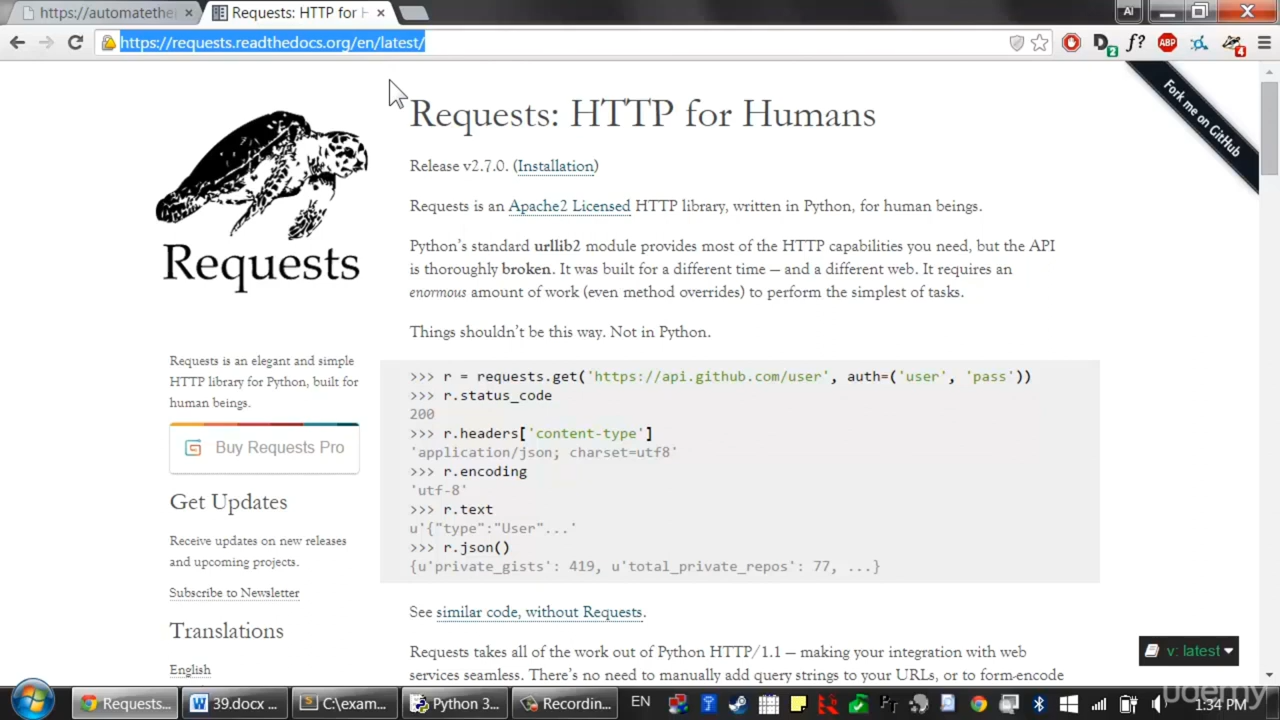 https://automatethe
Requests: HTTP for H
AI
https://requests.readthedocs.org/en/latest/
2
f?
ABP
4
Fork me on GitHub
Requests
Requests: HTTP for Humans
Release v2.7.0. (Installation)
Requests is an Apache2 Licensed HTTP library, written in Python, for human beings.
Python's standard urllib2 module provides most of the HTTP capabilities you need, but the API
is thoroughly broken. It was built for a different time – and a different web. It requires an
enormous amount of work (even method overrides) to perform the simplest of tasks.
Things shouldn't be this way. Not in Python.
>>> r = requests.get('https://api.github.com/user', auth=('user', 'pass'))
>>> r.status_code
200
>>> r.headers['content-type']
'application/json; charset=utf8'
>>> r.encoding
'utf-8'
>>> r.text
u'{"type":"User"...'
>>> r.json()
{u'private_gists': 419, u'total_private_repos': 77, ...}
See similar code, without Requests.
Requests takes all of the work out of Python HTTP/1.1 – making your integration with web
services seamless. There's no need to manually add query strings to your URLs, or to form-encode
Requests is an elegant and simple
HTTP library for Python, built for
human beings.
Buy Requests Pro
Get Updates
Receive updates on new releases
and upcoming projects.
Subscribe to Newsletter
Translations
English
v: latest
Requests...
39.docx ...
C:\exam...
Python 3...
Recordin...
EN
1:34 PM
udemy